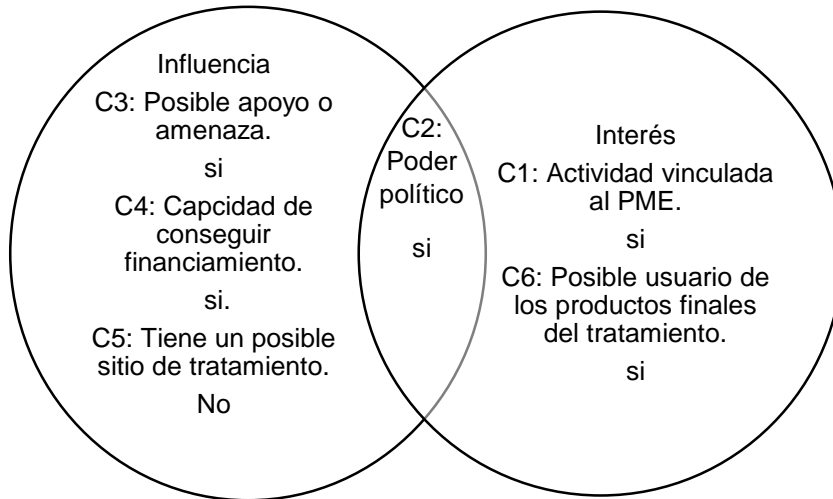 Influencia
C3: Posible apoyo o
amenaza.
si
C4: Capcidad de
conseguir
financiamiento.
si.
C5: Tiene un posible
sitio de tratamiento.
No
C2:
Poder
político
si
Interés
C1: Actividad vinculada
al PME.
si
C6: Posible usuario de
los productos finales
del tratamiento.
si